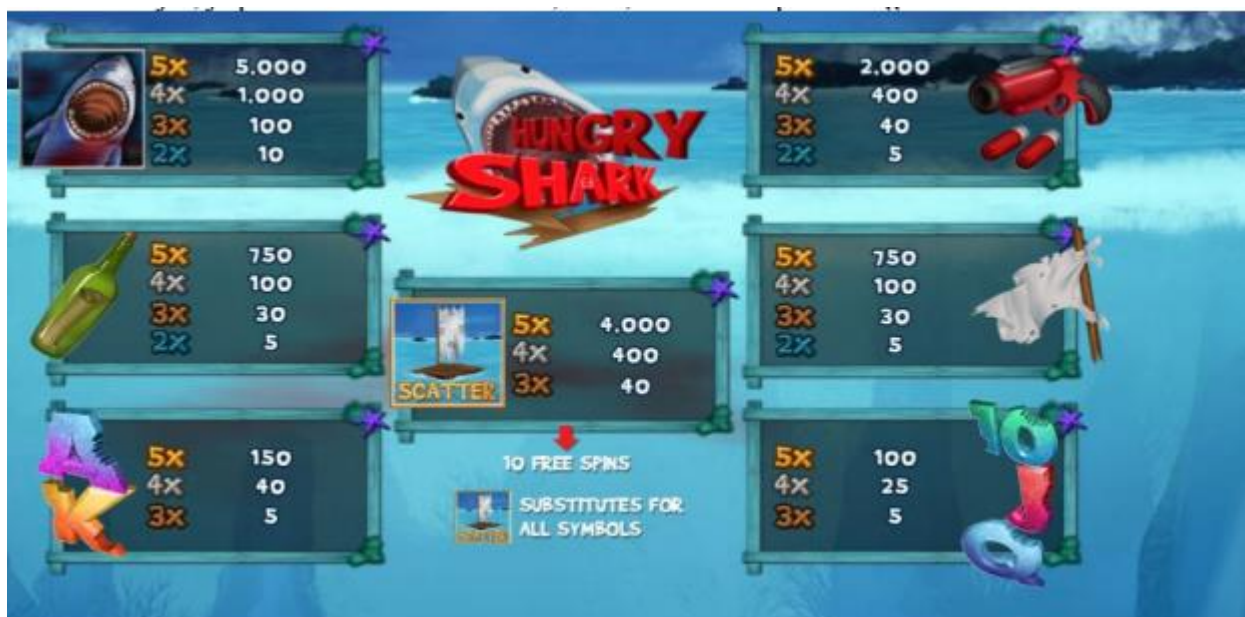 5X 5.000
4X 1.000
3X 100
2X 10
HUNGRY
SHARK
5X 2.000
4X 400
3X 40
2X 5
5X 750
4X 100
3X 30
2X 5
SCATTER
5X 4.000
4X 400
3X 40
5X 750
4X 100
3X 30
2X 5
A
K
5X 150
4X 40
3X 5
10 FREE SPINS
SUBSTITUTES FOR
ALL SYMBOLS
5X 100
4X 25
3X 5
10
J
Q